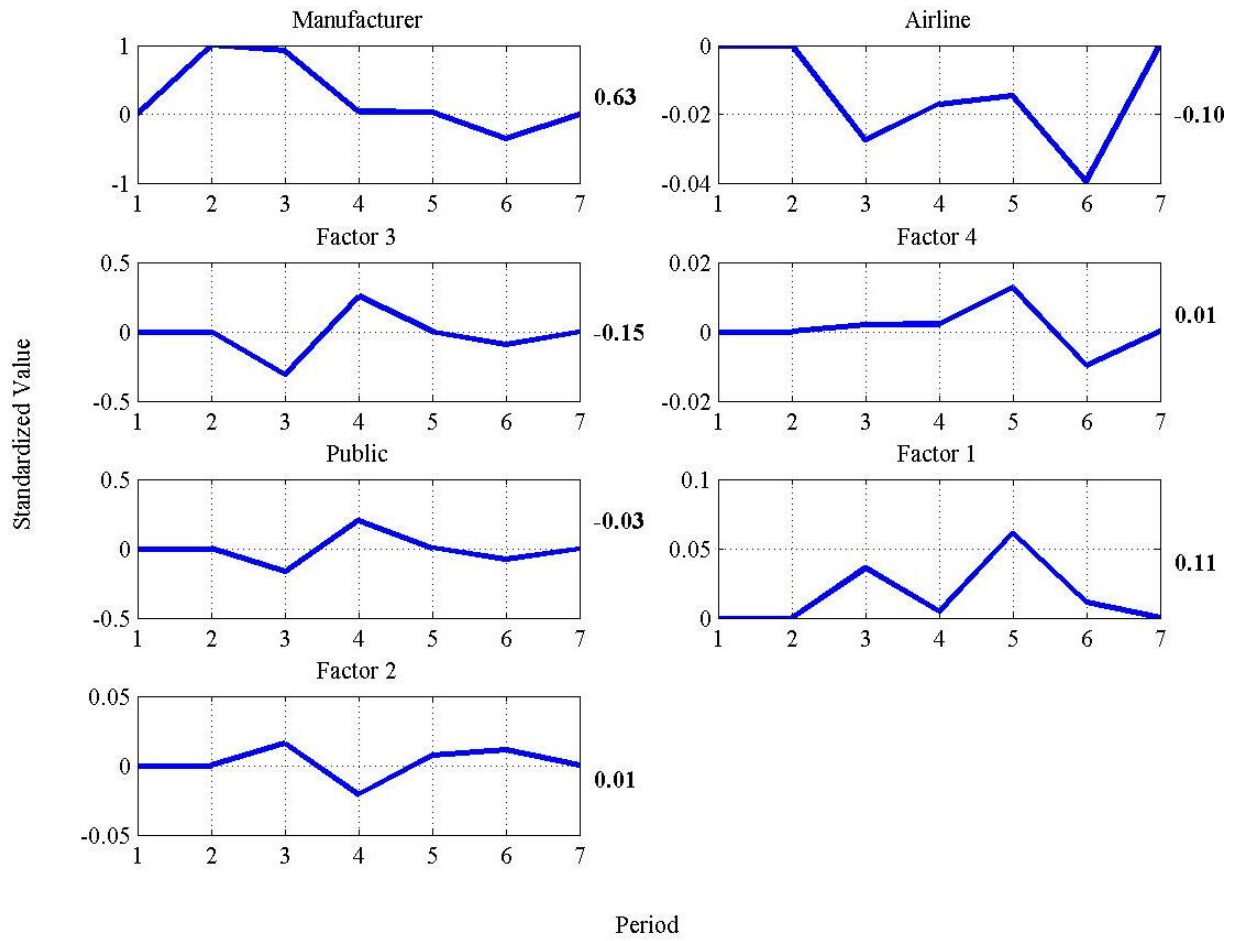 Manufacturer
1
0
-1
1 2 3 4 5 6 7
0.63
Airline
0
-0.02
-0.04
1 2 3 4 5 6 7
-0.10
Factor 3
0.5
0
-0.5
1 2 3 4 5 6 7
-0.15
Factor 4
0.02
0
-0.02
1 2 3 4 5 6 7
0.01
Public
0.5
0
-0.5
1 2 3 4 5 6 7
-0.03
Factor 1
0.1
0.05
0
1 2 3 4 5 6 7
0.11
Factor 2
0.05
0
-0.05
1 2 3 4 5 6 7
0.01
Standardized Value
Period